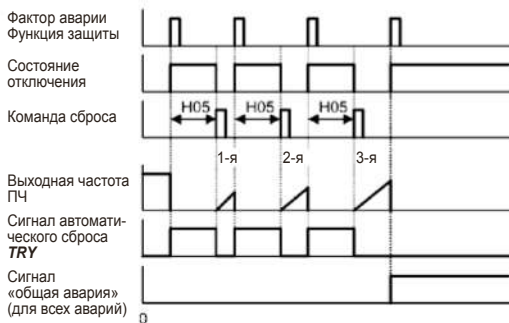 Фактор аварии
Функция защиты
Состояние
отключения
H05 H05 H05
Команда сброса
1-я 2-я 3-я
Выходная частота
ПЧ
Сигнал автомати-
ческого сброса
TRY
Сигнал
«общая авария»
(для всех аварий)
0